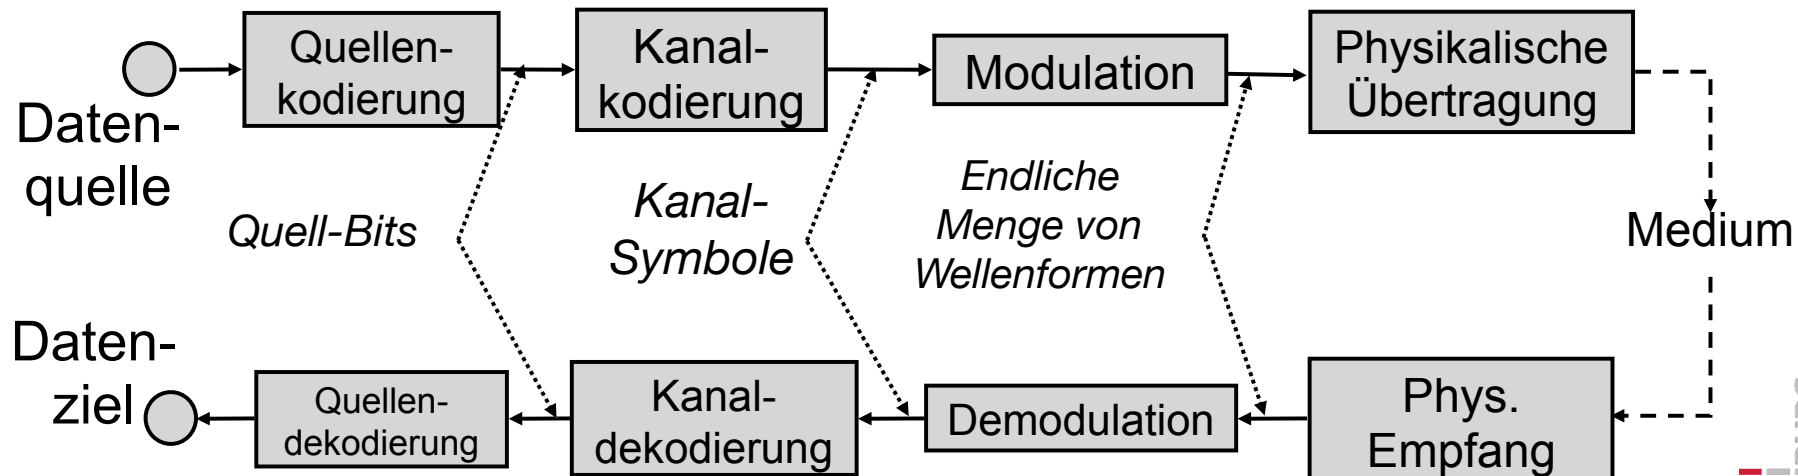 Quellen-
kodierung
Kanal-
kodierung
Modulation
Physikalische
Übertragung
Daten-
quelle
Quell-Bits
Kanal-
Symbole
Endliche
Menge von
Wellenformen
Medium
Daten-
ziel
Quellen-
dekodierung
Kanal-
dekodierung
Demodulation
Phys.
Empfang